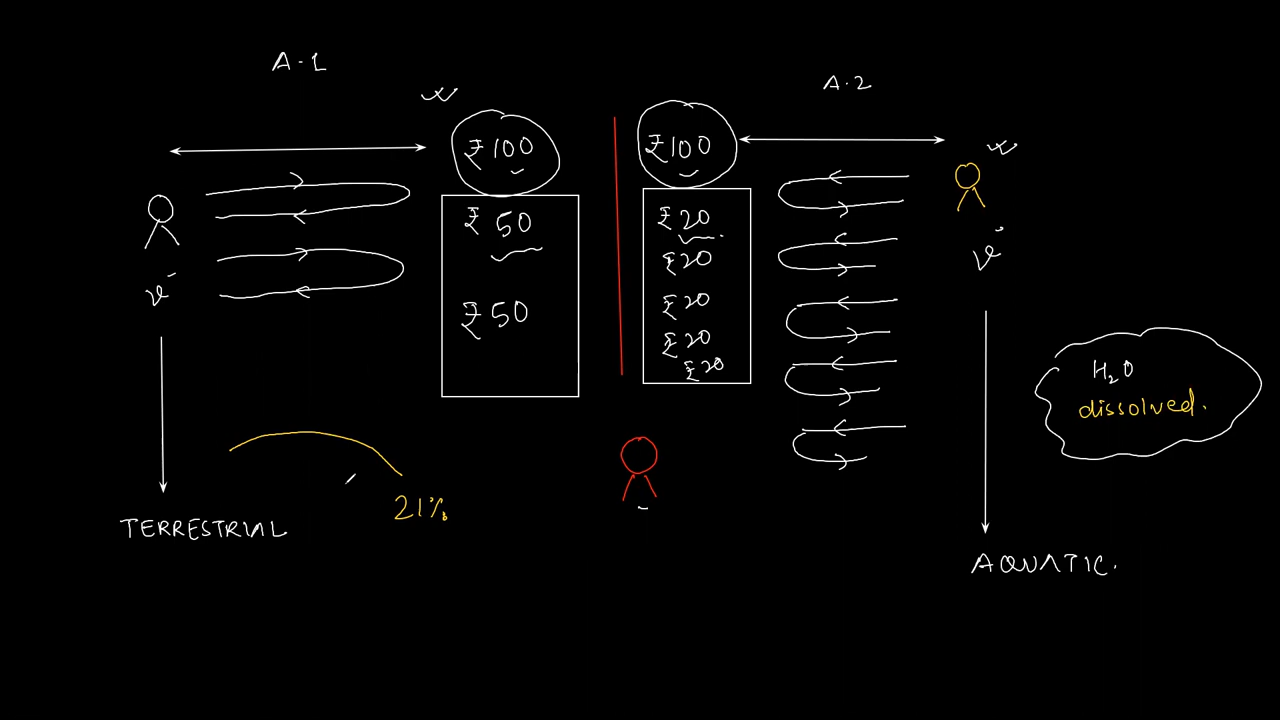 A-1
A-2
₹100
₹100
₹50
₹50
₹20
₹20
₹20
₹20
₹20
H₂O
dissolved.
21%
TERRESTRIAL
AQUATIC.